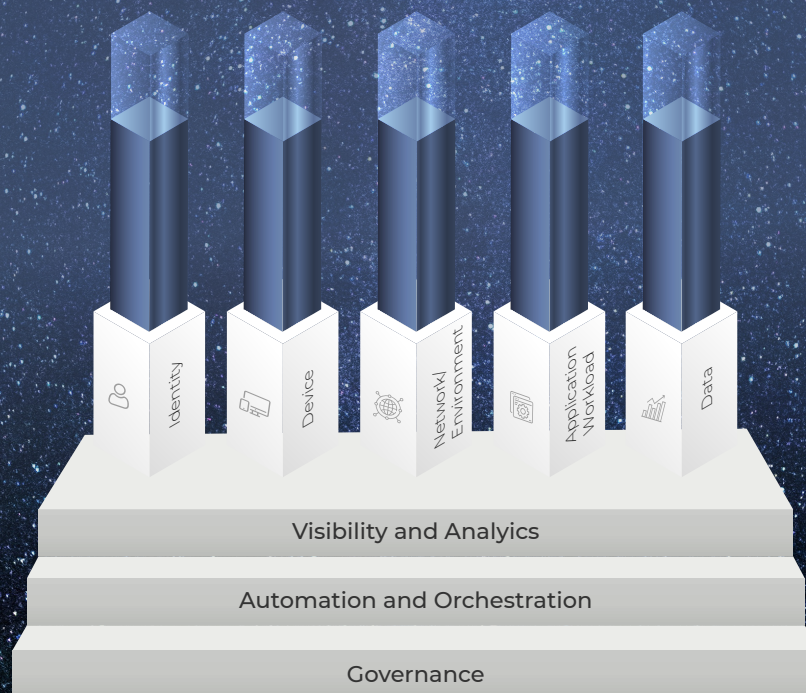 Identity
Device
Network/
Environment
Application
Workload
Data
Visibility and Analyics
Automation and Orchestration
Governance